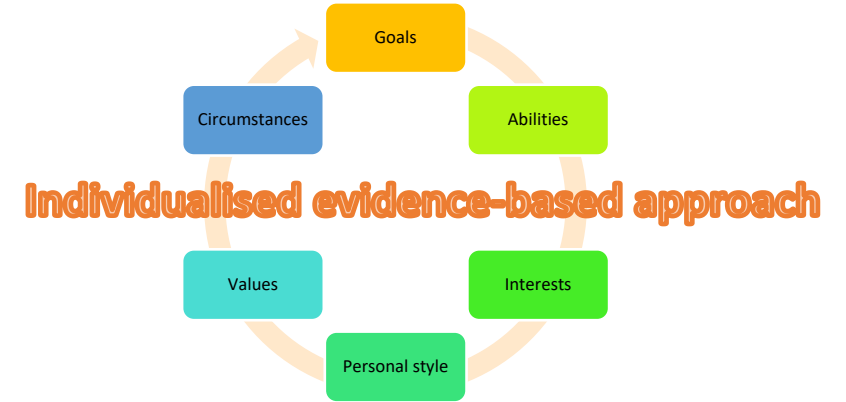 Goals
Circumstances
Abilities
Individualised evidence-based approach
Values
Interests
Personal style